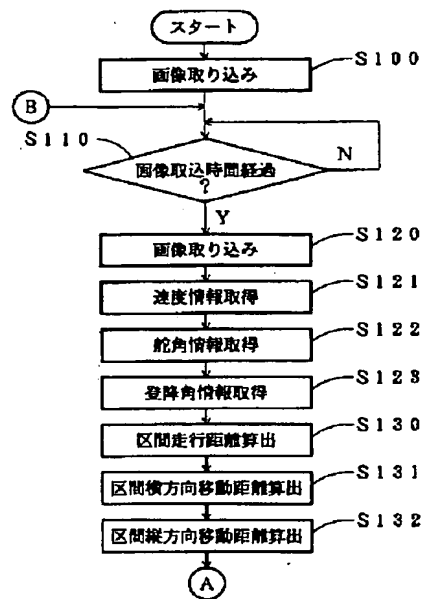 スタート
画像取り込み
S100
B
S110
画像取込時間経過
?
N
Y
画像取り込み
S120
速度情報取得
S121
舵角情報取得
S122
登降角情報取得
S123
区間走行距離算出
S130
区間横方向移動距離算出
S131
区間縦方向移動距離算出
S132
A